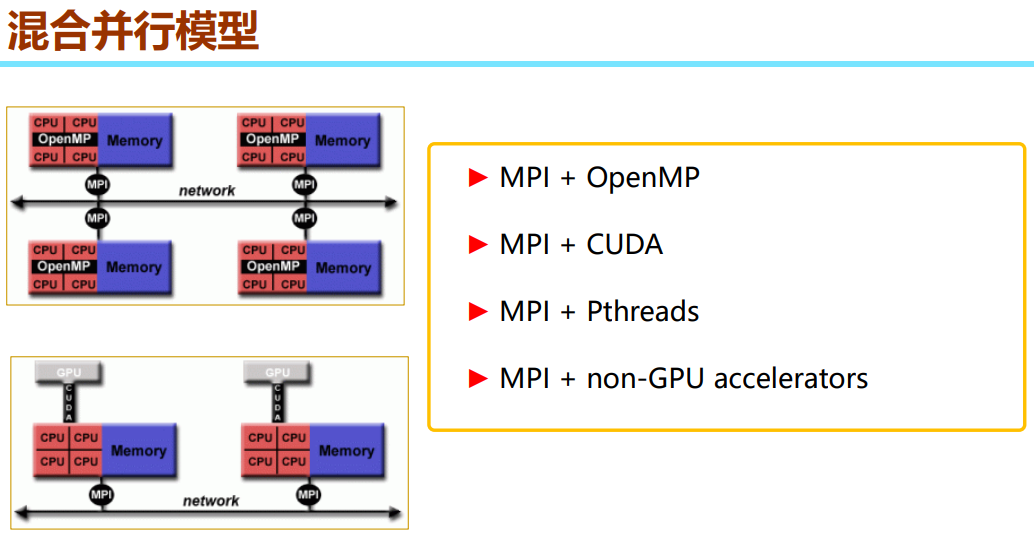 混合并行模型
CPU CPU CPU CPU
OpenMP Memory OpenMP Memory
CPU CPU CPU CPU
MPI network MPI
MPI MPI
CPU CPU CPU CPU
OpenMP Memory OpenMP Memory
CPU CPU CPU CPU
► MPI + OpenMP
► MPI + CUDA
► MPI + Pthreads
► MPI + non-GPU accelerators
GPU GPU
CUDA CUDA
CPU CPU CPU CPU
Memory Memory
CPU CPU CPU CPU
MPI network MPI